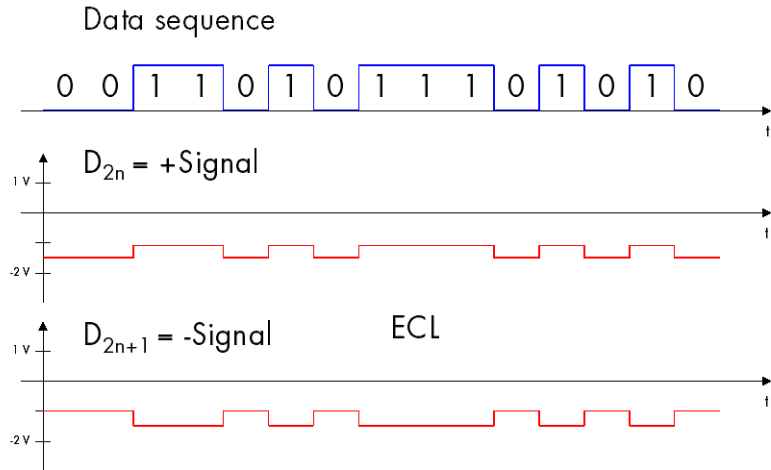 Data sequence
0 0 1 1 0 1 0 1 1 1 0 1 0 1 0
t
D2n = +Signal
1 V
t
-2 V
D2n+1 = -Signal
ECL
1 V
t
-2 V